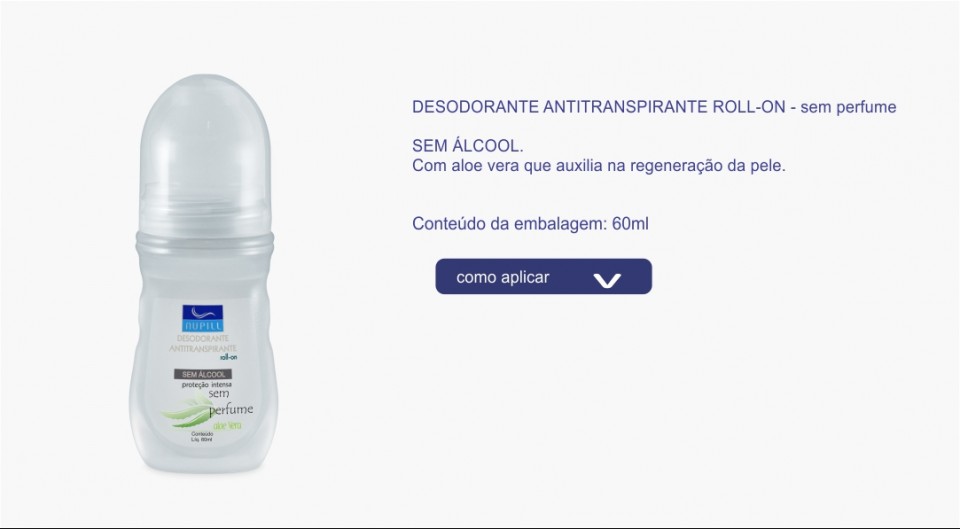 DESODORANTE ANTITRANSPIRANTE ROLL-ON - sem perfume
SEM ÁLCOOL.
Com aloe vera que auxilia na regeneração da pele.
Conteúdo da embalagem: 60ml
como aplicar
NUPILL
DESODORANTE
ANTITRANSPIRANTE
roll-on
SEM ÁLCOOL
proteção intensa
sem
perfume
aloe vera
Conteúdo
Líq. 60ml